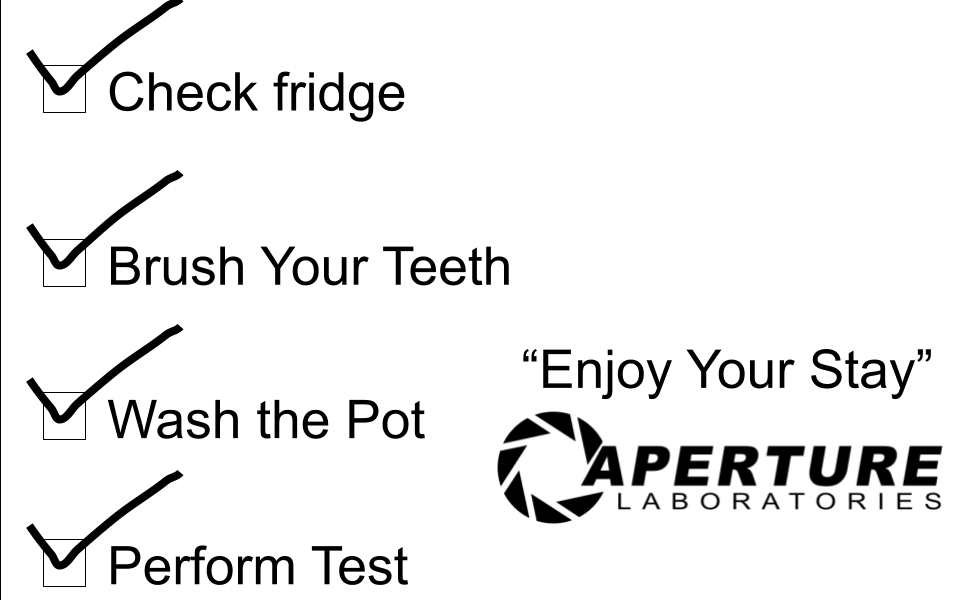 Check fridge
Brush Your Teeth
“Enjoy Your Stay”
Wash the Pot
APERTURE
LABORATORIES
Perform Test